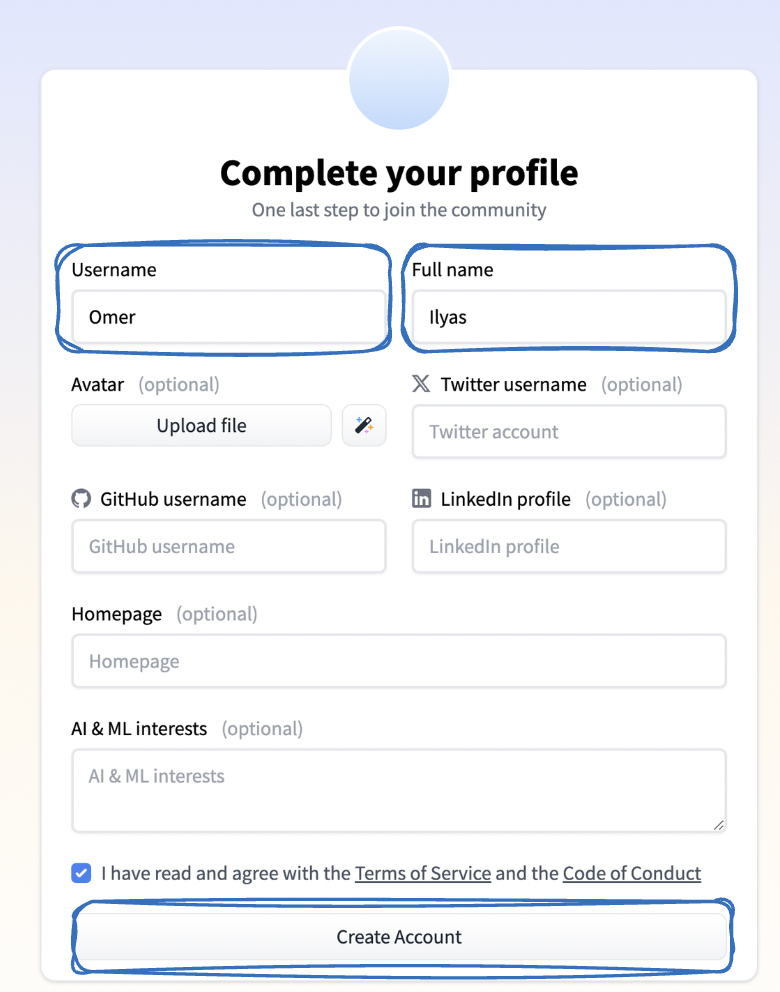 Complete your profile
One last step to join the community
Username
Full name
Omer
Ilyas
Avatar (optional)
Twitter username (optional)
Upload file
Twitter account
GitHub username (optional)
LinkedIn profile (optional)
GitHub username
LinkedIn profile
Homepage (optional)
Homepage
AI & ML interests (optional)
AI & ML interests
I have read and agree with the Terms of Service and the Code of Conduct
Create Account